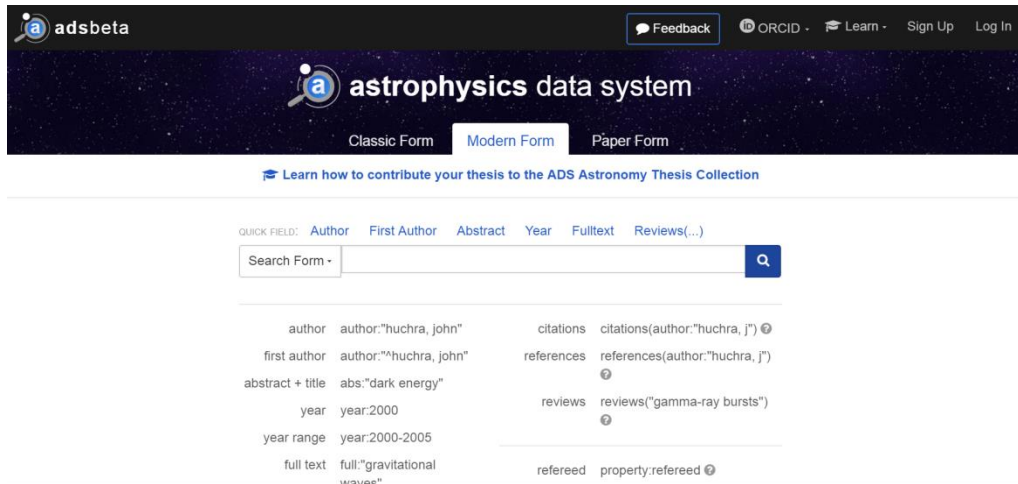 a adsbeta
Feedback iD ORCID Learn Sign Up Log In
a astrophysics data system
Classic Form Modern Form Paper Form
Learn how to contribute your thesis to the ADS Astronomy Thesis Collection
QUICK FIELD: Author First Author Abstract Year Fulltext Reviews(...)
Search Form
author author:"huchra, john"
first author author:"^huchra, john"
abstract + title abs:"dark energy"
year year:2000
year range year:2000-2005
full text full:"gravitational
waves"
citations citations(author:"huchra, j") ?
references references(author:"huchra, j")
?
reviews reviews("gamma-ray bursts")
?
refereed property:refereed ?